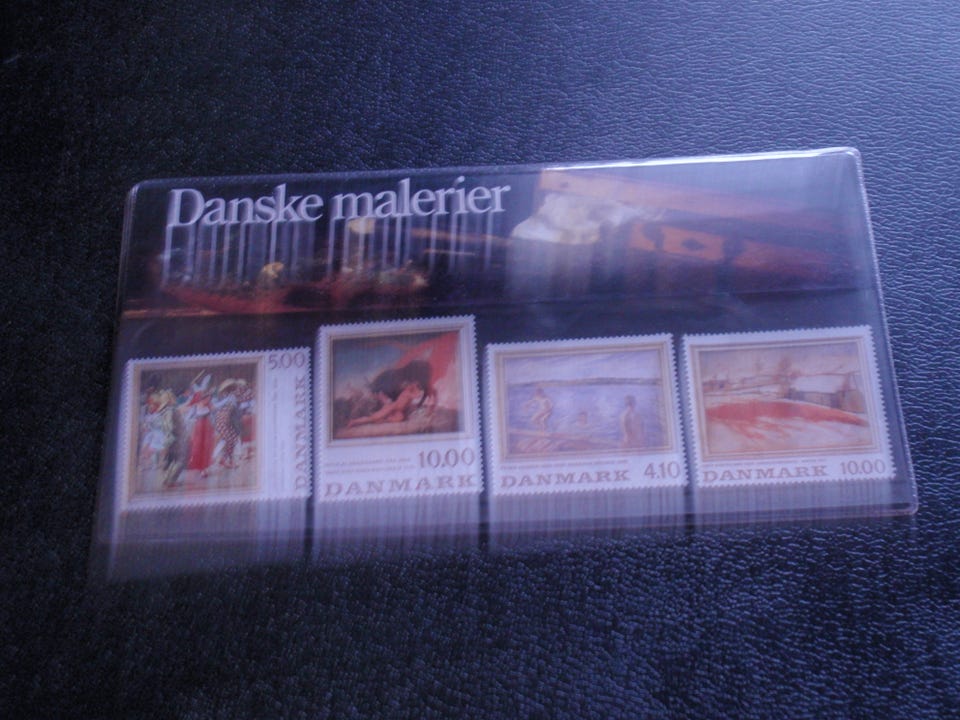 Danske malerier
5.00
DANMARK
10.00
DANMARK
DANMARK 4.10
DANMARK 10.00